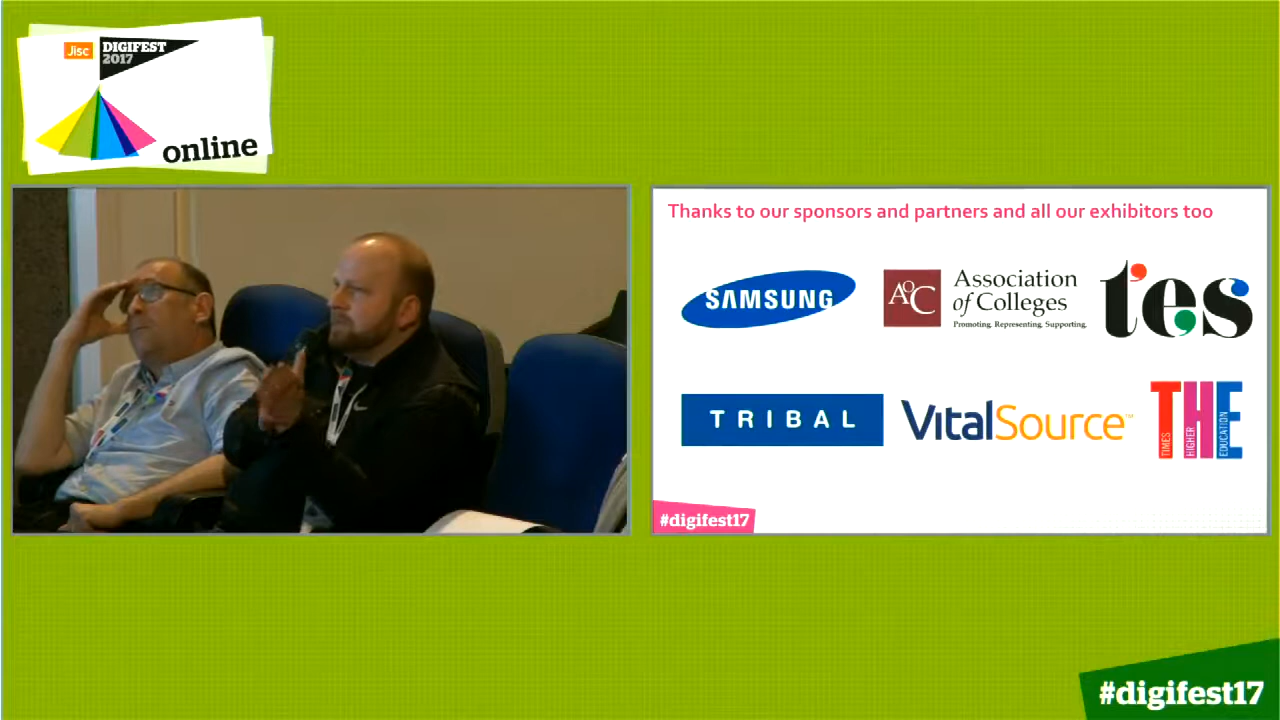 Jisc
DIGIFEST
2017
online
Thanks to our sponsors and partners and all our exhibitors too
SAMSUNG
AoC
Association
of Colleges
Promoting. Representing. Supporting.
tes
TRIBAL
VitalSource™
THE
TIMES
HIGHER
EDUCATION
#digifest17
#digifest17